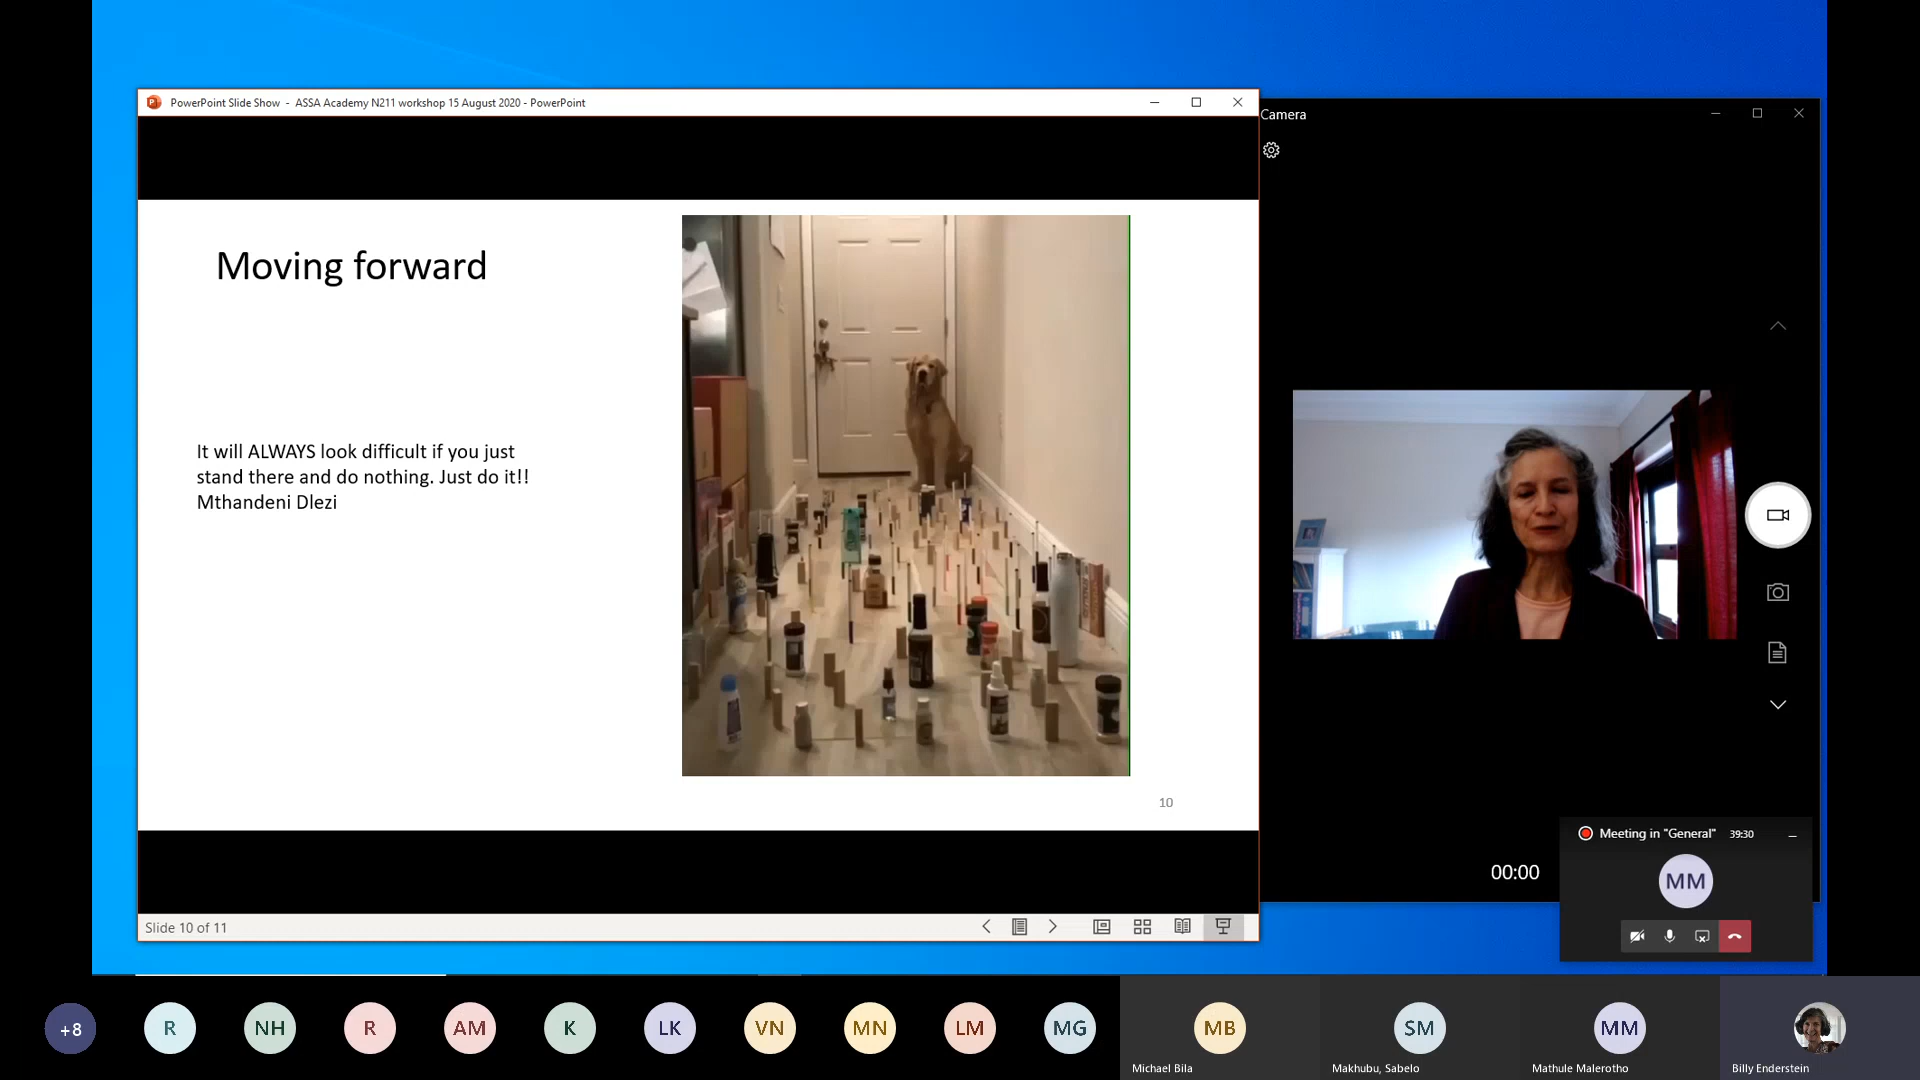 PowerPoint Slide Show - ASSA Academy N211 workshop 15 August 2020 - PowerPoint
Camera
Moving forward
It will ALWAYS look difficult if you just
stand there and do nothing. Just do it!!
Mthandeni Dlezi
10
Slide 10 of 11
00:00
Meeting in "General" 39:30
MM
+8
R
NH
R
AM
K
LK
VN
MN
LM
MG
MB
SM
MM
Michael Bila
Makhubu, Sabelo
Mathule Malerotho
Billy Enderstein